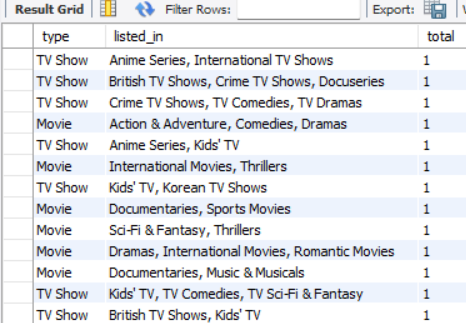 Result Grid Filter Rows: Export:
type listed_in total
TV Show Anime Series, International TV Shows 1
TV Show British TV Shows, Crime TV Shows, Docuseries 1
TV Show Crime TV Shows, TV Comedies, TV Dramas 1
Movie Action & Adventure, Comedies, Dramas 1
TV Show Anime Series, Kids' TV 1
Movie International Movies, Thrillers 1
TV Show Kids' TV, Korean TV Shows 1
Movie Documentaries, Sports Movies 1
Movie Sci-Fi & Fantasy, Thrillers 1
Movie Dramas, International Movies, Romantic Movies 1
Movie Documentaries, Music & Musicals 1
TV Show Kids' TV, TV Comedies, TV Sci-Fi & Fantasy 1
TV Show British TV Shows, Kids' TV 1